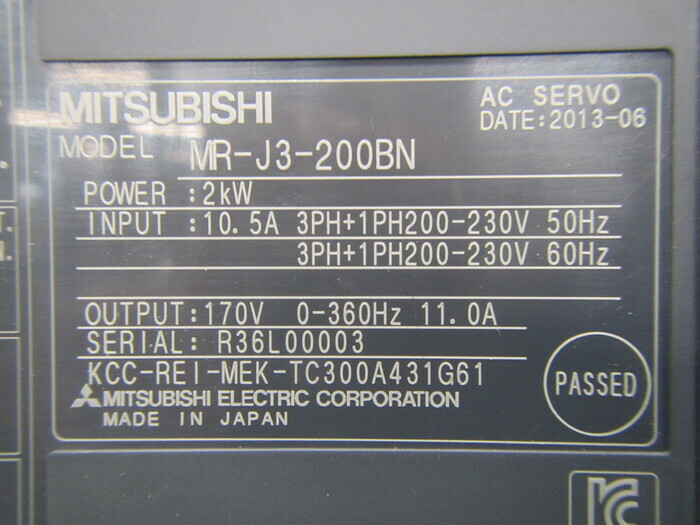 MITSUBISHI
AC SERVO
DATE:2013-06
MODEL MR-J3-200BN
POWER :2kW
INPUT :10.5A 3PH+1PH200-230V 50Hz
3PH+1PH200-230V 60Hz
OUTPUT:170V 0-360Hz 11.0A
SERIAL: R36L00003
KCC-REI-MEK-TC300A431G61
PASSED
MITSUBISHI ELECTRIC CORPORATION
MADE IN JAPAN